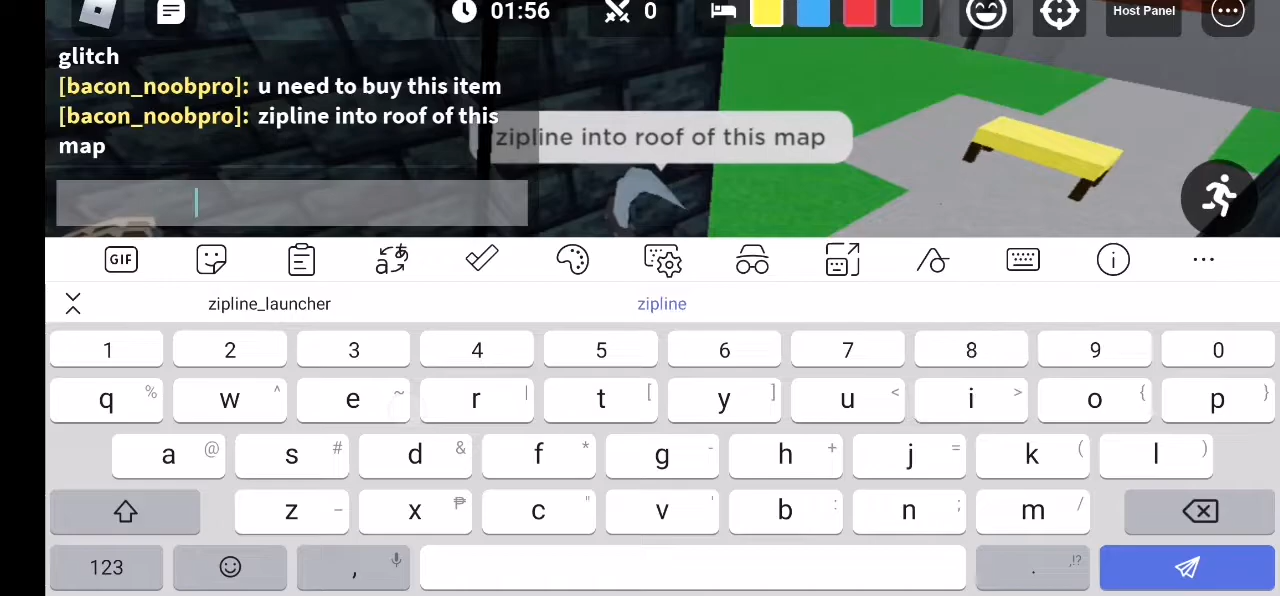 01:56 0 Host Panel
glitch
[bacon_noobpro]: u need to buy this item
[bacon_noobpro]: zipline into roof of this
map
zipline into roof of this map
GIF
zipline_launcher zipline
1 2 3 4 5 6 7 8 9 0
q % w ^ e ~ r | t [ y ] u < i > o { p }
a @ s # d & f * g - h + j = k ( l )
z _ x ₱ c " v ' b : n ; m /
123 , . ,!?